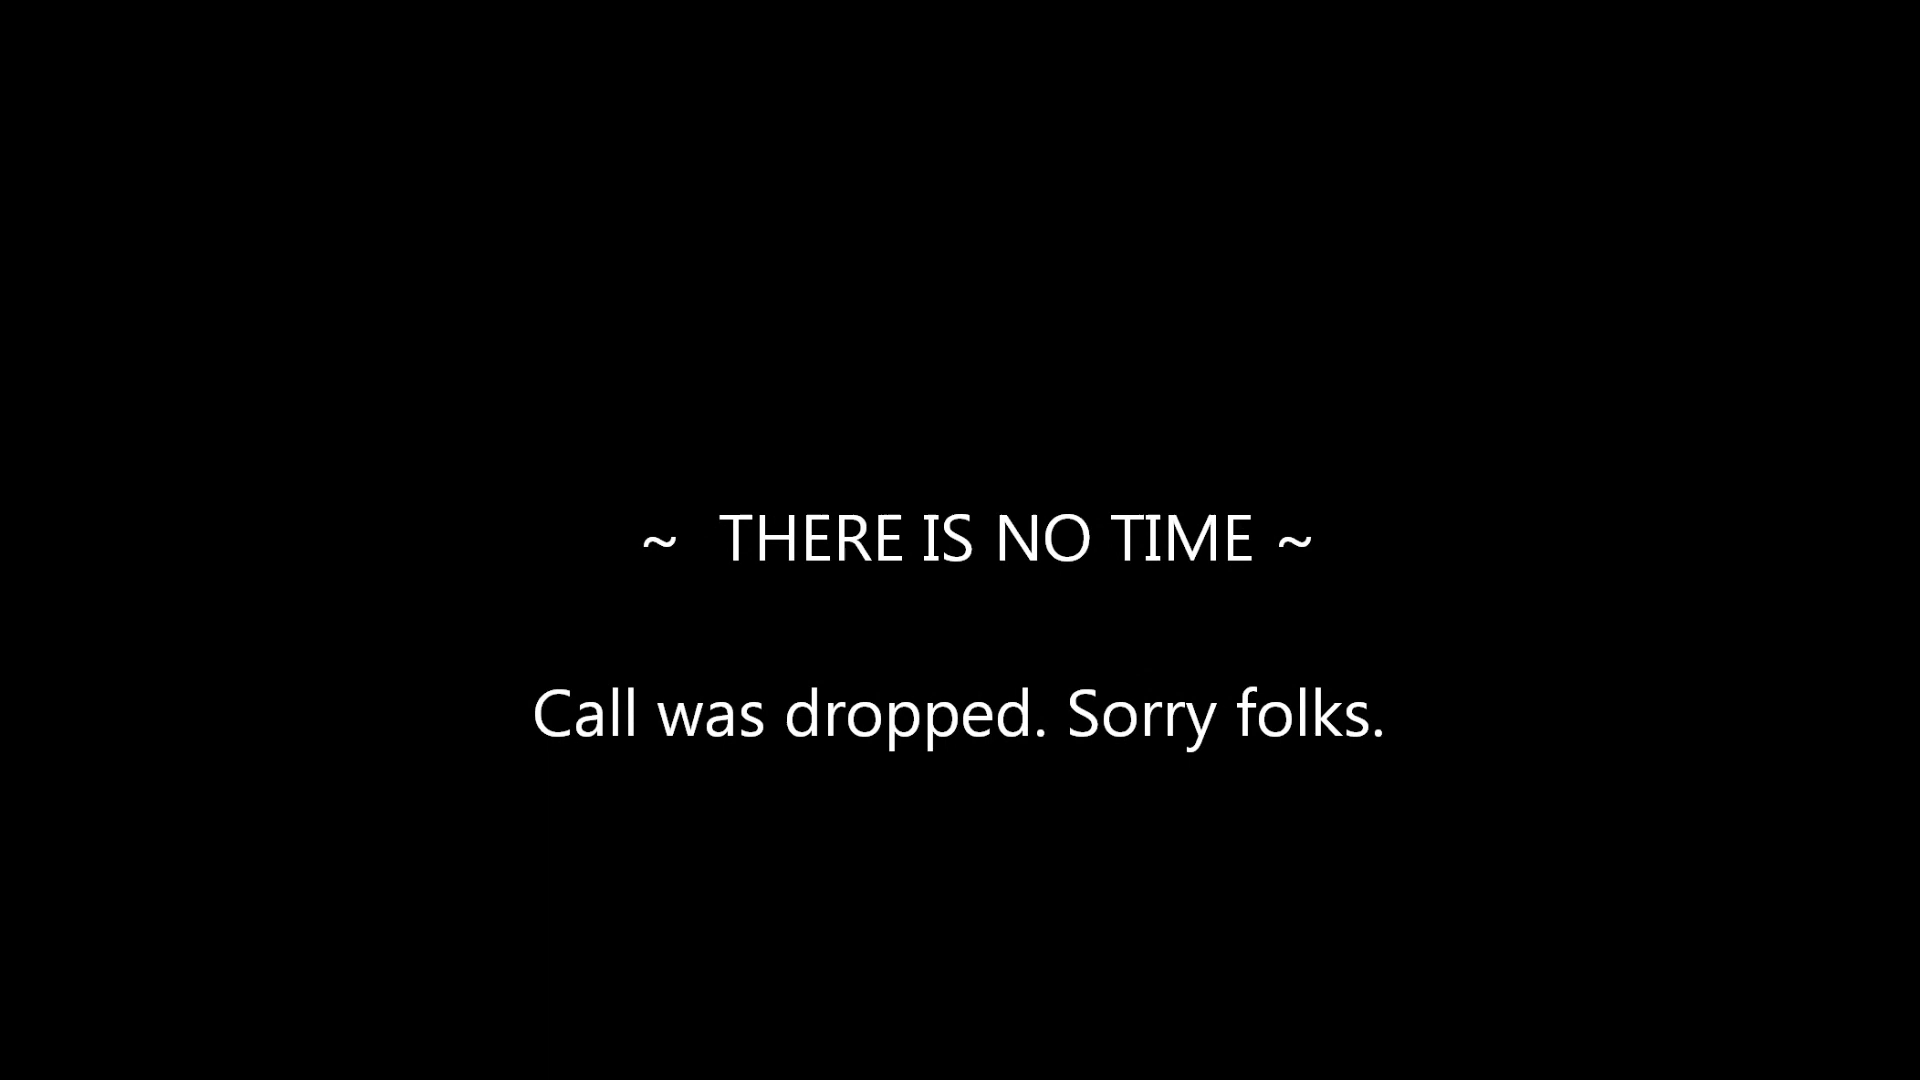 ~  THERE IS NO TIME ~
Call was dropped. Sorry folks.